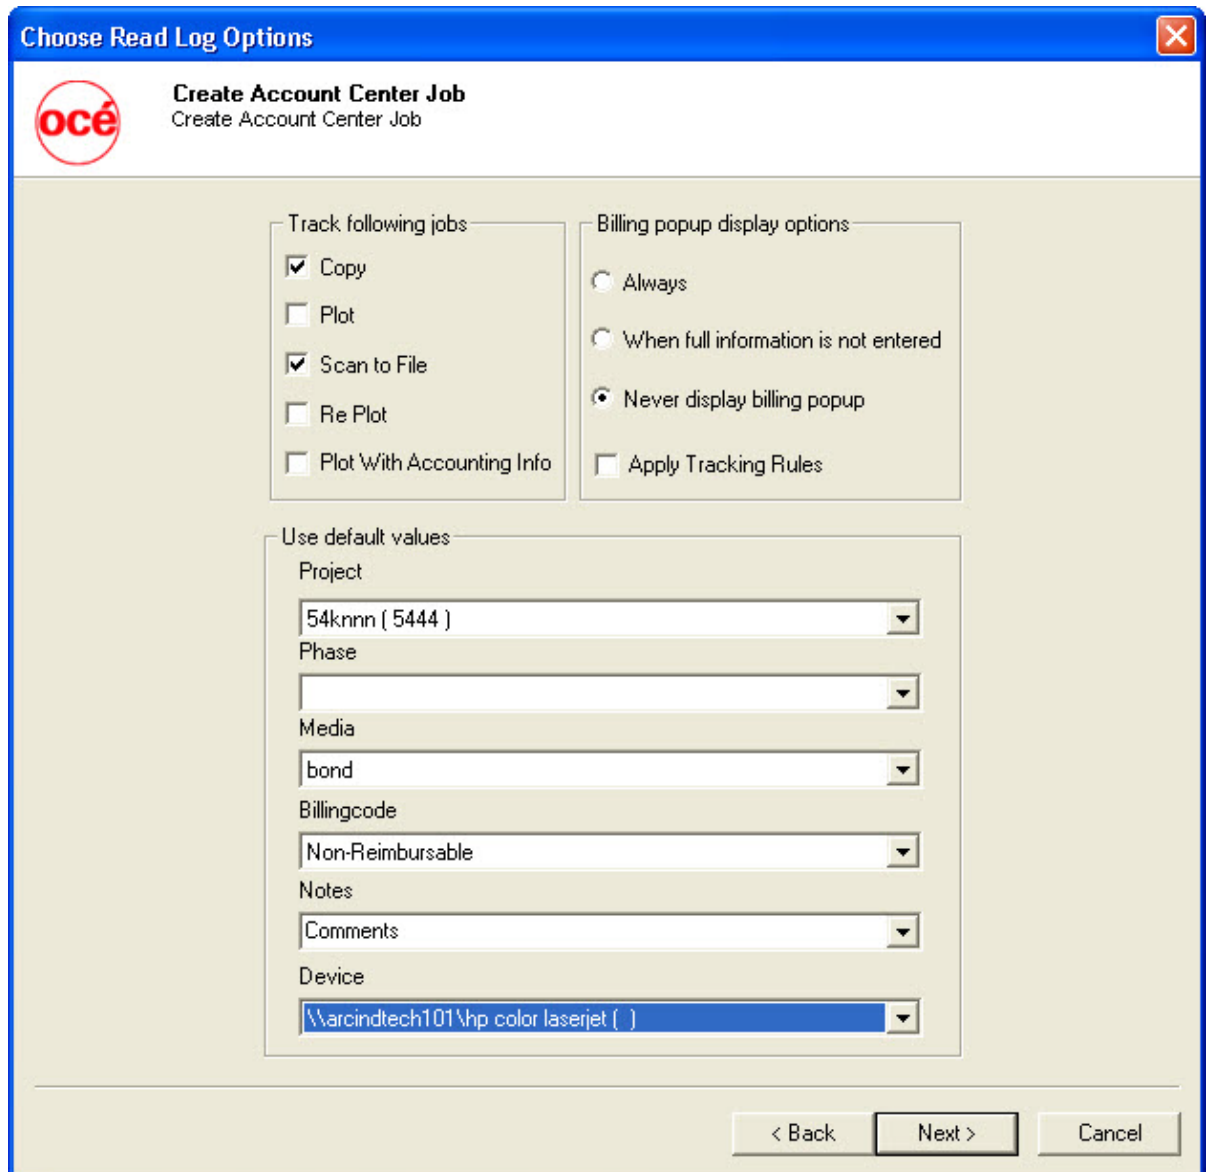 Choose Read Log Options
océ
Create Account Center Job
Create Account Center Job
Track following jobs
Copy
Plot
Scan to File
Re Plot
Plot With Accounting Info
Billing popup display options
Always
When full information is not entered
Never display billing popup
Apply Tracking Rules
Use default values
Project
54knnn ( 5444 )
Phase
Media
bond
Billingcode
Non-Reimbursable
Notes
Comments
Device
\\arcindtech101\hp color laserjet (  )
< Back
Next >
Cancel